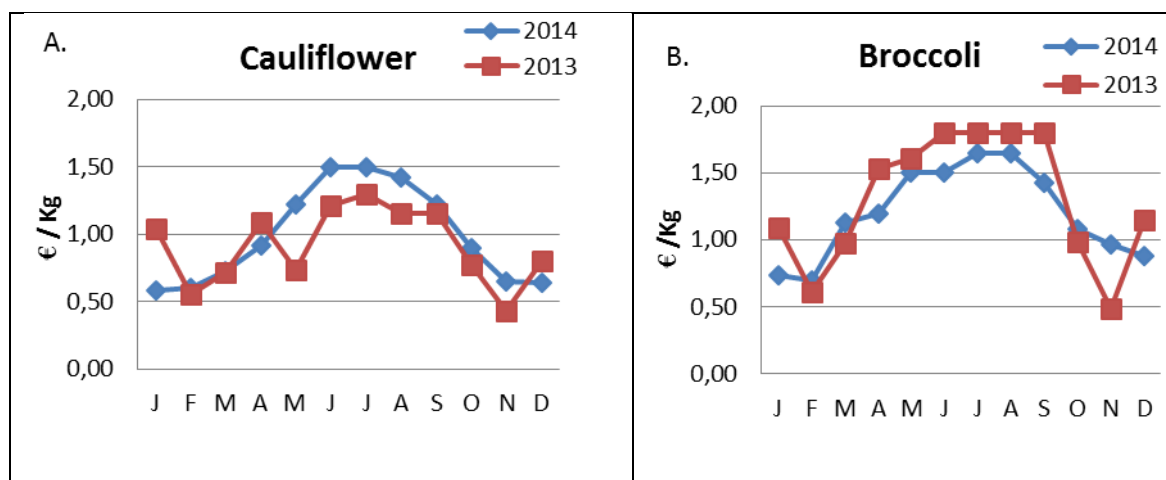 A.
Cauliflower
2014
2013
€ /Kg
2,00
1,50
1,00
0,50
0,00
J F M A M J J A S O N D
B.
Broccoli
2014
2013
€ /Kg
2,00
1,50
1,00
0,50
0,00
J F M A M J J A S O N D